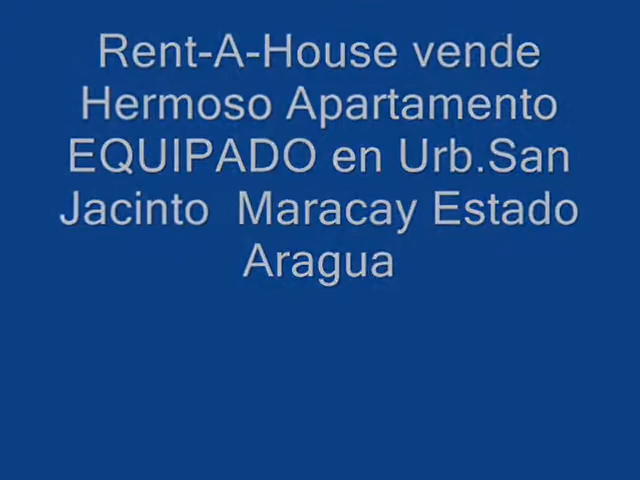 Rent-A-House vende
Hermoso Apartamento
EQUIPADO en Urb.San
Jacinto  Maracay Estado
Aragua